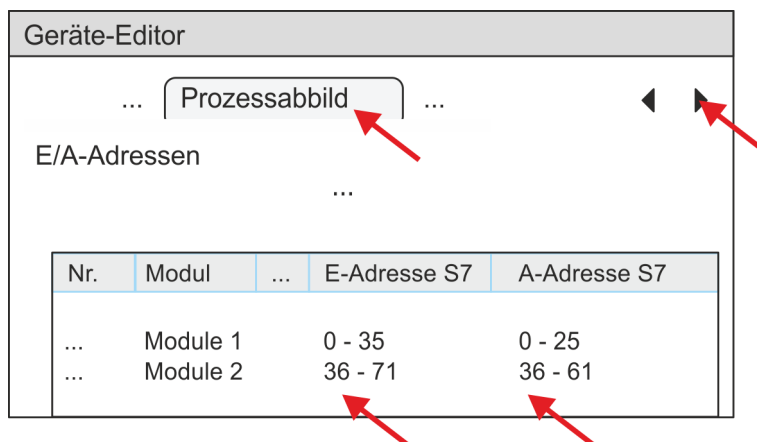 Geräte-Editor
... Prozessabbild ...
E/A-Adressen
...
Nr. Modul ... E-Adresse S7 A-Adresse S7
... Module 1 0 - 35 0 - 25
... Module 2 36 - 71 36 - 61